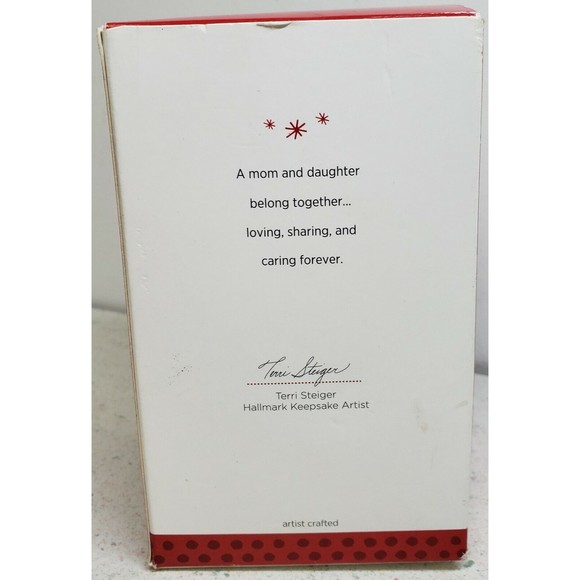 A mom and daughter
belong together...
loving, sharing, and
caring forever.
Terri Steiger
Terri Steiger
Hallmark Keepsake Artist
artist crafted